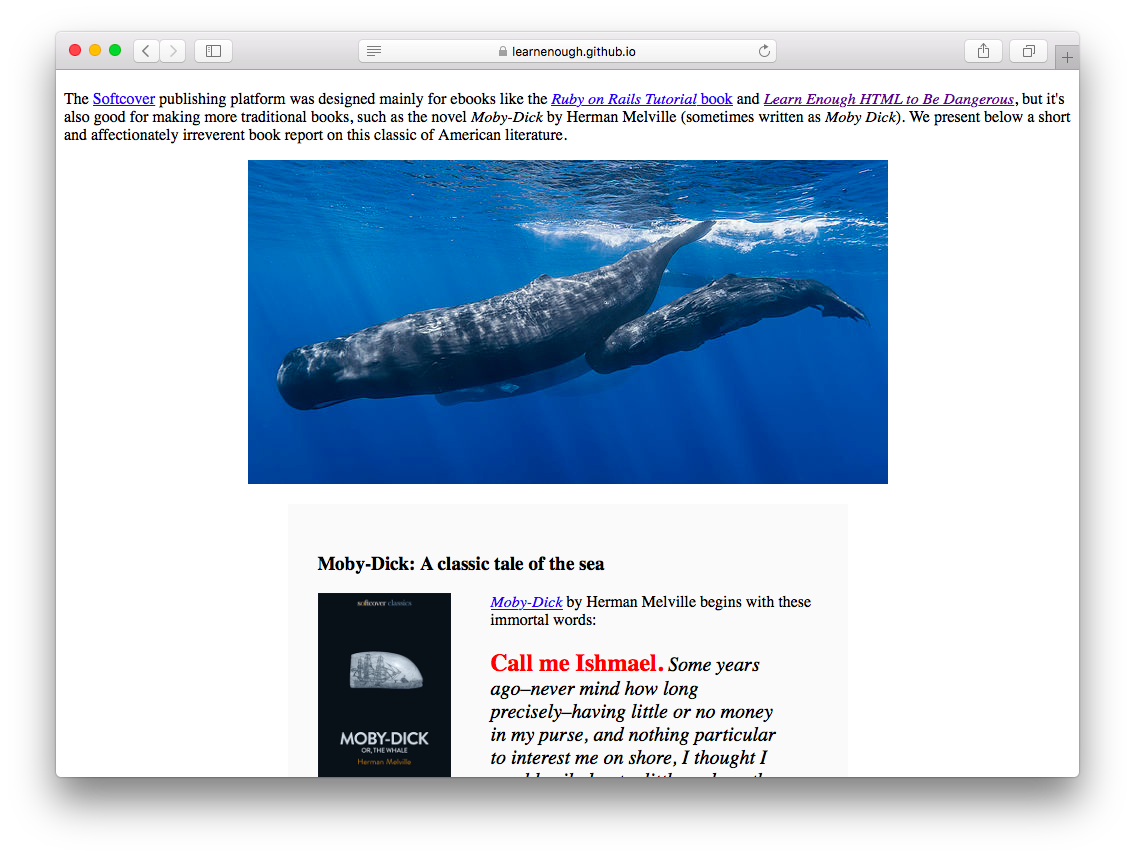 learnenough.github.io
The Softcover publishing platform was designed mainly for ebooks like the Ruby on Rails Tutorial book and Learn Enough HTML to Be Dangerous, but it's
also good for making more traditional books, such as the novel Moby-Dick by Herman Melville (sometimes written as Moby Dick). We present below a short
and affectionately irreverent book report on this classic of American literature.
Moby-Dick: A classic tale of the sea
softcover classics
MOBY-DICK
OR, THE WHALE
Herman Melville
Moby-Dick by Herman Melville begins with these
immortal words:
Call me Ishmael. Some years
ago–never mind how long
precisely–having little or no money
in my purse, and nothing particular
to interest me on shore, I thought I